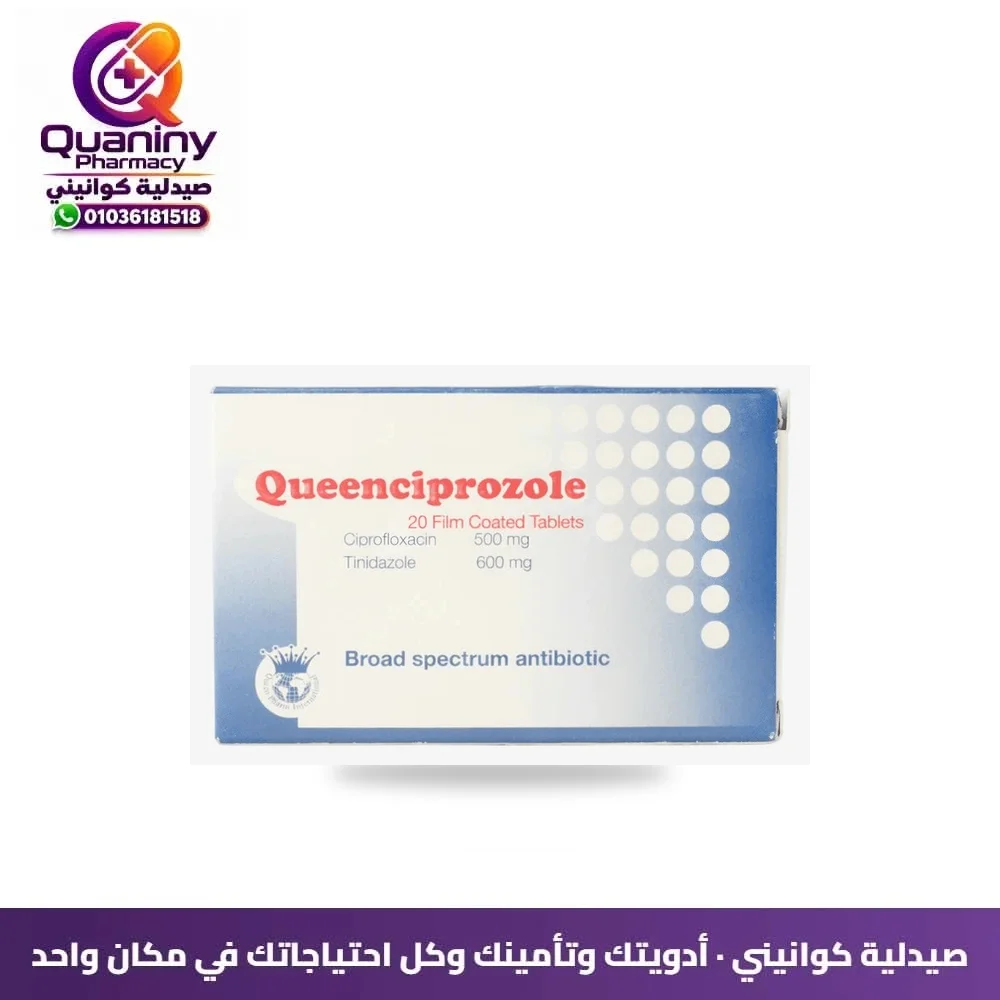 Quaniny
Pharmacy
صيدلية كوانيني
01036181518
Queenciprozole
20 Film Coated Tablets
Ciprofloxacin 500 mg
Tinidazole 600 mg
Broad spectrum antibiotic
صيدلية كوانيني · أدويتك وتأمينك وكل احتياجاتك في مكان واحد